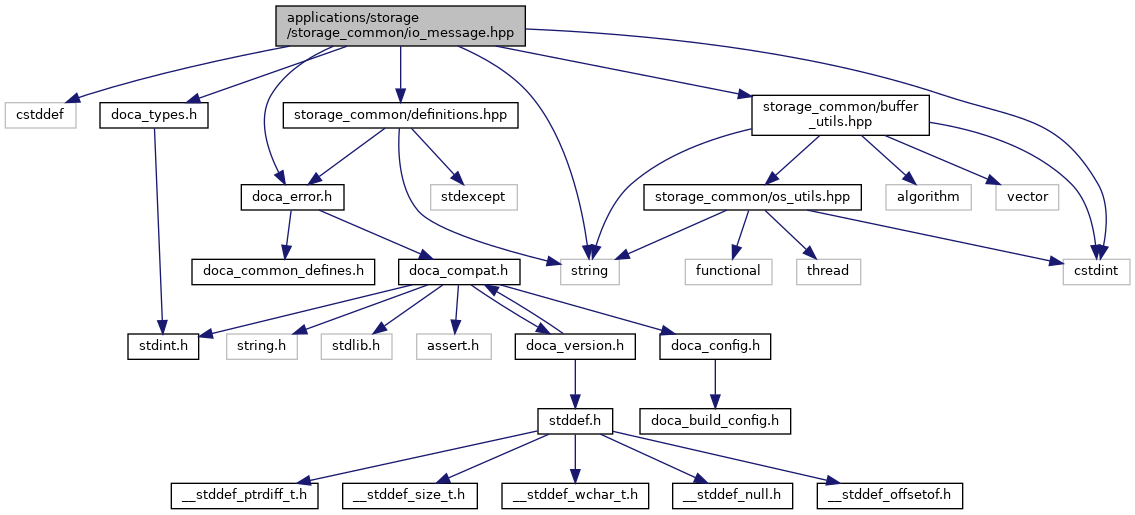 applications/storage
/storage_common/io_message.hpp
cstddef
doca_types.h
storage_common/definitions.hpp
storage_common/buffer
_utils.hpp
doca_error.h
stdexcept
storage_common/os_utils.hpp
algorithm
vector
doca_common_defines.h
doca_compat.h
string
functional
thread
cstdint
stdint.h
string.h
stdlib.h
assert.h
doca_version.h
doca_config.h
stddef.h
doca_build_config.h
__stddef_ptrdiff_t.h
__stddef_size_t.h
__stddef_wchar_t.h
__stddef_null.h
__stddef_offsetof.h